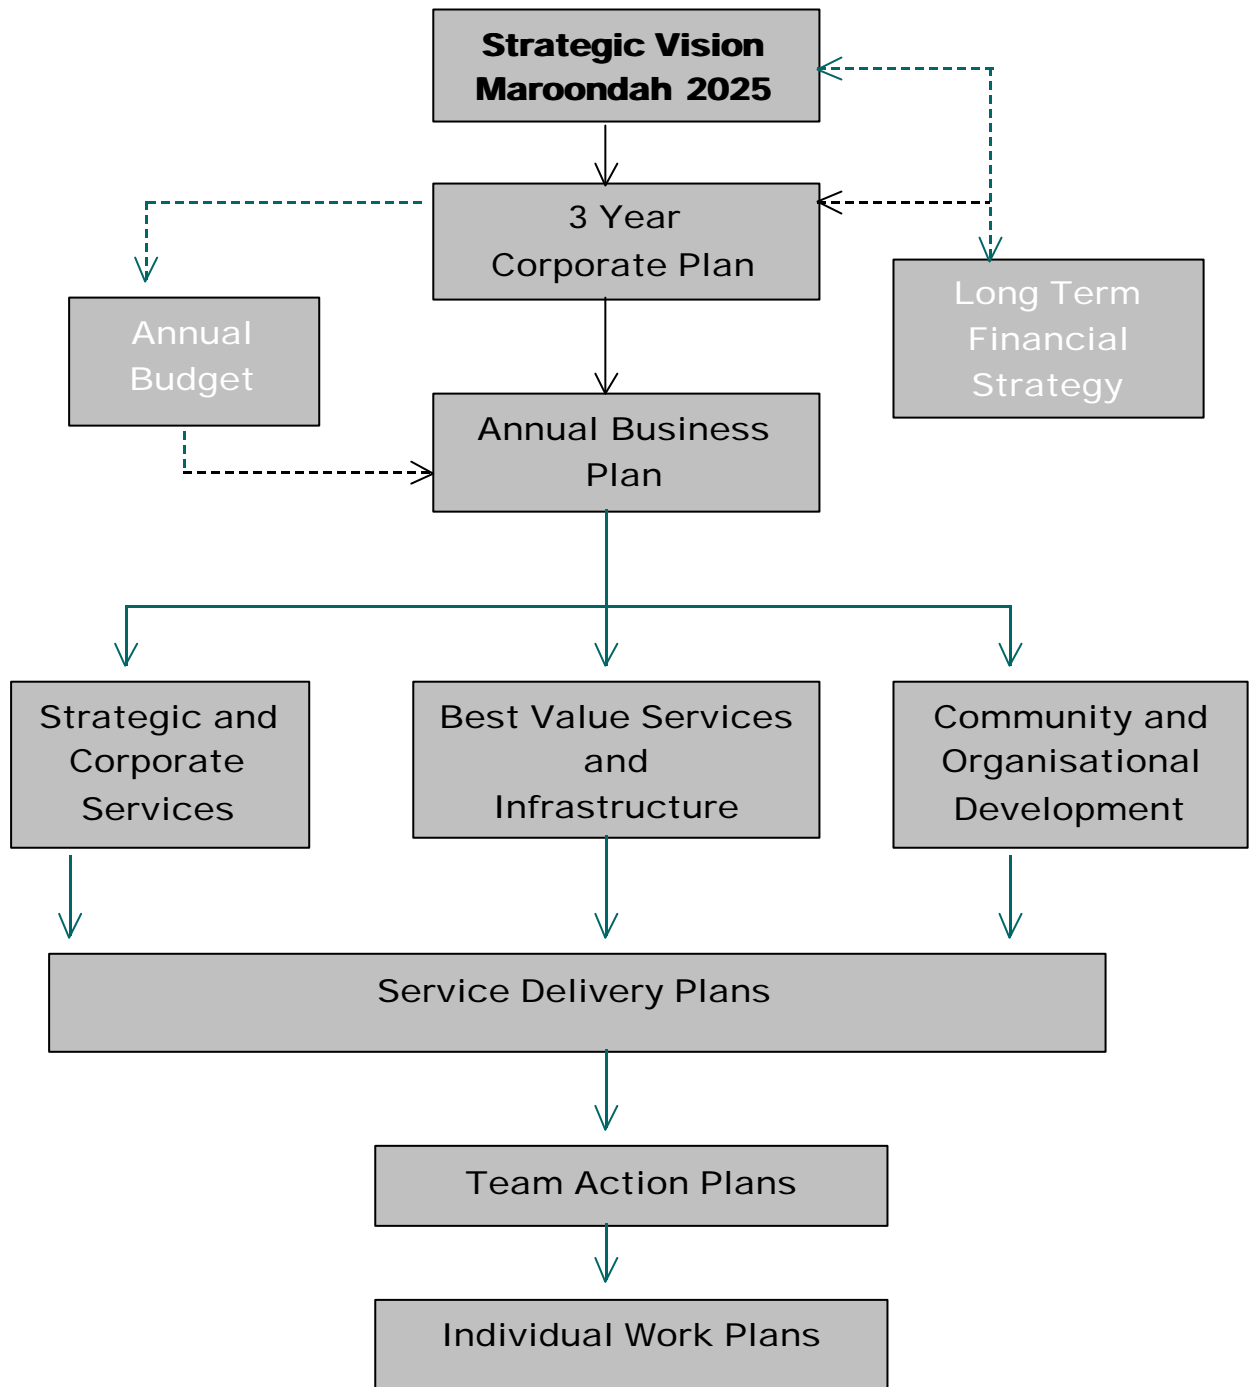 Strategic Vision
Maroondah 2025
3 Year
Corporate Plan
Long Term
Financial
Strategy
Annual
Budget
Annual Business
Plan
Strategic and
Corporate
Services
Best Value Services
and
Infrastructure
Community and
Organisational
Development
Service Delivery Plans
Team Action Plans
Individual Work Plans